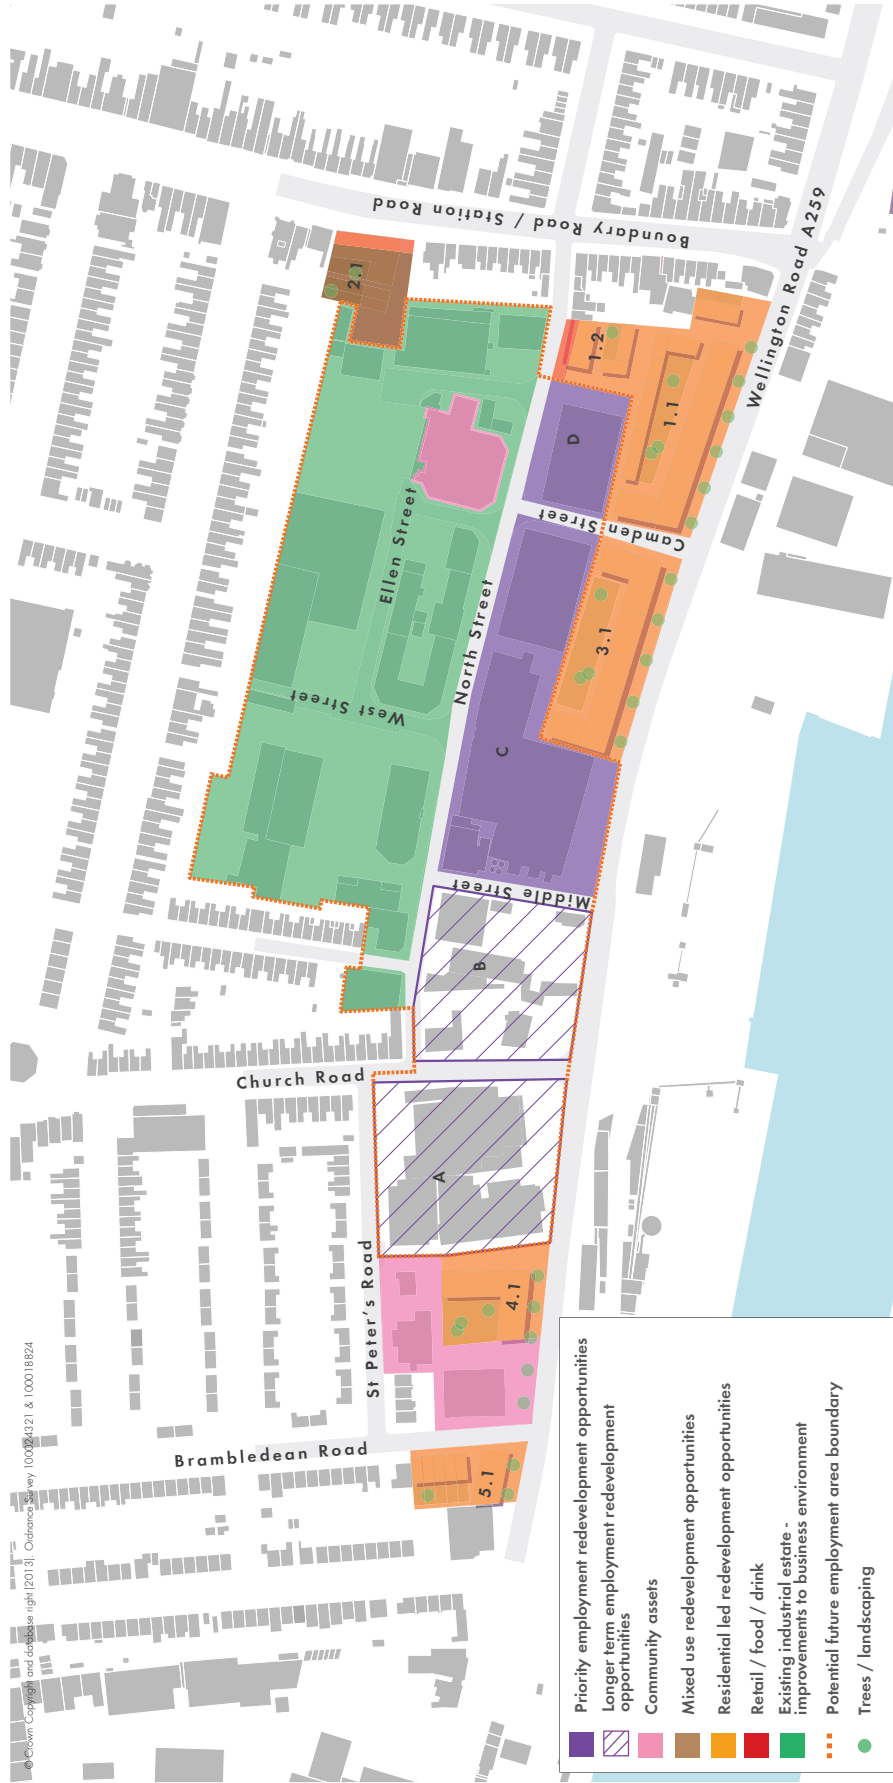 © Crown Copyright and database right (2013). Ordnance Survey 100024321 & 100018824
Boundary Road / Station Road
Wellington Road A259
2.1
1.2
1.1
D
Camden Street
Ellen Street
North Street
3.1
West Street
C
Middle Street
B
Church Road
A
St Peter's Road
4.1
Brambledean Road
5.1
Priority employment redevelopment opportunities
Longer term employment redevelopment
opportunities
Community assets
Mixed use redevelopment opportunities
Residential led redevelopment opportunities
Retail / food / drink
Existing industrial estate -
improvements to business environment
Potential future employment area boundary
Trees / landscaping